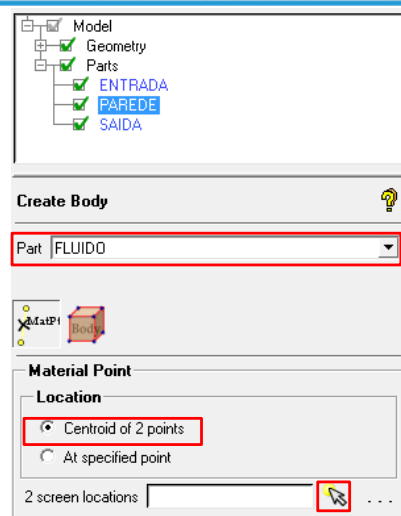 Model
Geometry
Parts
ENTRADA
PAREDE
SAIDA
Create Body
Part FLUIDO
MatPt Body
Material Point
Location
Centroid of 2 points
At specified point
2 screen locations ...